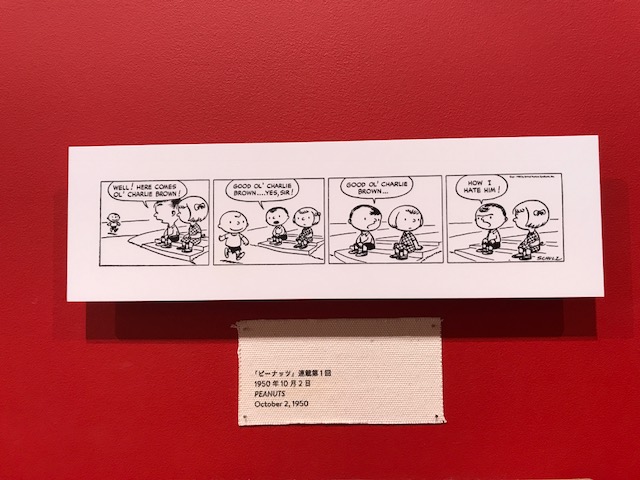 WELL! HERE COMES
OL' CHARLIE BROWN!
GOOD OL' CHARLIE
BROWN....YES, SIR!
GOOD OL' CHARLIE
BROWN...
HOW I
HATE HIM!
SCHULZ
「ピーナッツ」連載第1回
1950年10月2日
PEANUTS
October 2, 1950